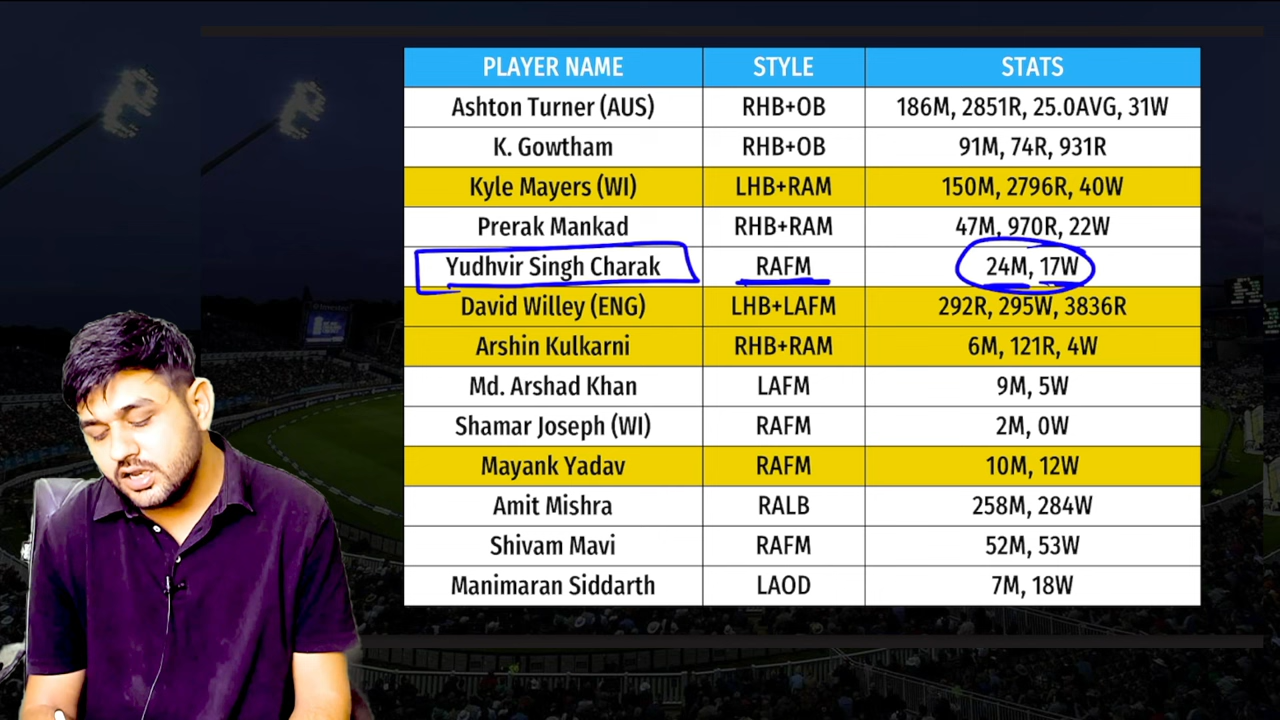 PLAYER NAME STYLE STATS
Ashton Turner (AUS) RHB+OB 186M, 2851R, 25.0AVG, 31W
K. Gowtham RHB+OB 91M, 74R, 931R
Kyle Mayers (WI) LHB+RAM 150M, 2796R, 40W
Prerak Mankad RHB+RAM 47M, 970R, 22W
Yudhvir Singh Charak RAFM 24M, 17W
David Willey (ENG) LHB+LAFM 292R, 295W, 3836R
Arshin Kulkarni RHB+RAM 6M, 121R, 4W
Md. Arshad Khan LAFM 9M, 5W
Shamar Joseph (WI) RAFM 2M, 0W
Mayank Yadav RAFM 10M, 12W
Amit Mishra RALB 258M, 284W
Shivam Mavi RAFM 52M, 53W
Manimaran Siddarth LAOD 7M, 18W